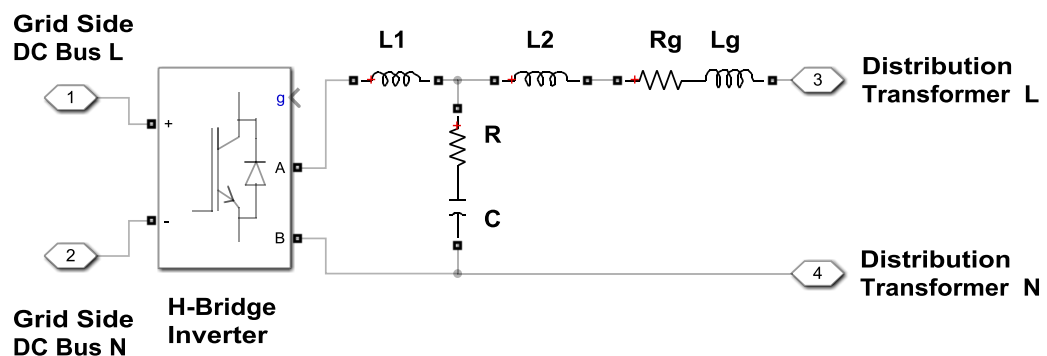 Grid Side
DC Bus L
L1
L2
Rg Lg
1
g
+
A
3
Distribution
Transformer L
R
C
-
B
2
4
Distribution
Transformer N
H-Bridge
Inverter
Grid Side
DC Bus N